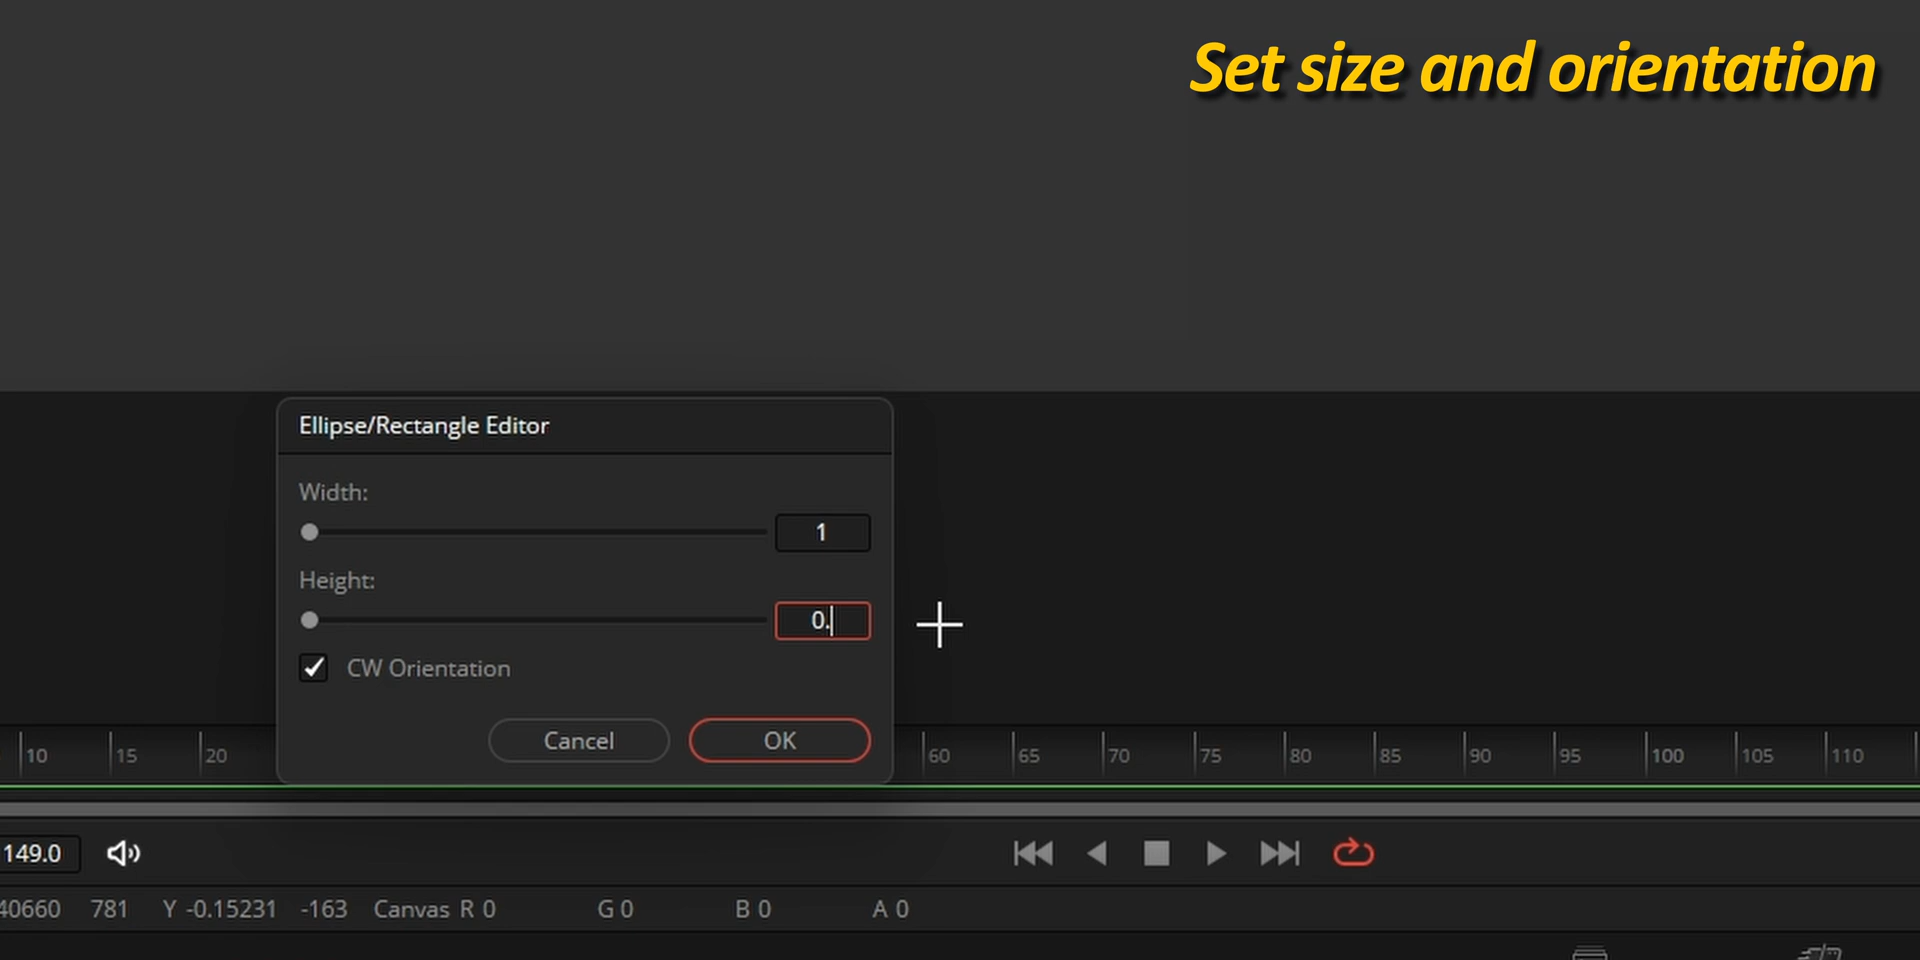 Set size and orientation
Ellipse/Rectangle Editor
Width:
1
Height:
0.
CW Orientation
Cancel OK
10 15 20 60 65 70 75 80 85 90 95 100 105 110
149.0
40660 781 Y -0.15231 -163 Canvas R 0 G 0 B 0 A 0